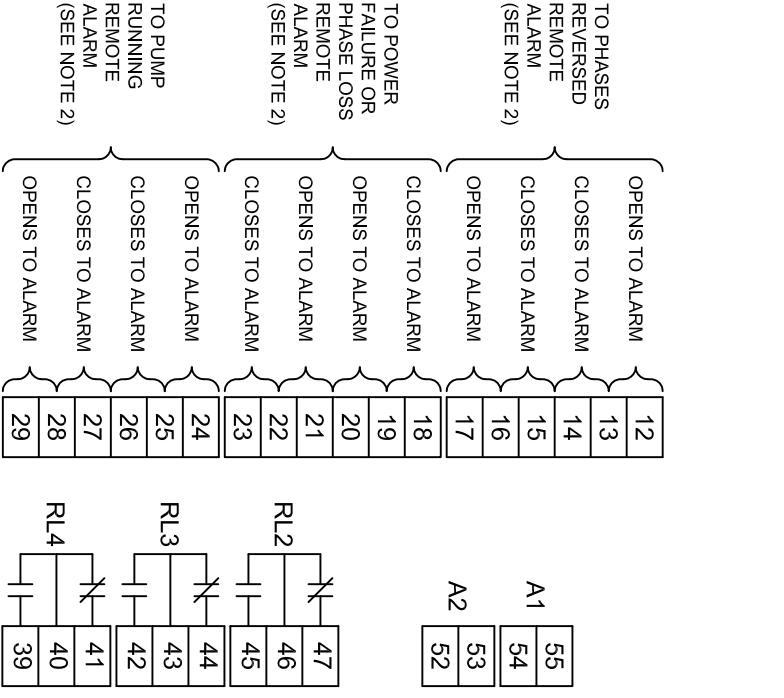 TO PHASES
REVERSED
REMOTE
ALARM
(SEE NOTE 2)
OPENS TO ALARM
CLOSES TO ALARM
CLOSES TO ALARM
OPENS TO ALARM
12
13
14
15
16
17
TO POWER
FAILURE OR
PHASE LOSS
REMOTE
ALARM
(SEE NOTE 2)
CLOSES TO ALARM
OPENS TO ALARM
OPENS TO ALARM
CLOSES TO ALARM
18
19
20
21
22
23
TO PUMP
RUNNING
REMOTE
ALARM
(SEE NOTE 2)
OPENS TO ALARM
CLOSES TO ALARM
CLOSES TO ALARM
OPENS TO ALARM
24
25
26
27
28
29
A1
55
54
A2
53
52
RL2
47
46
45
RL3
44
43
42
RL4
41
40
39